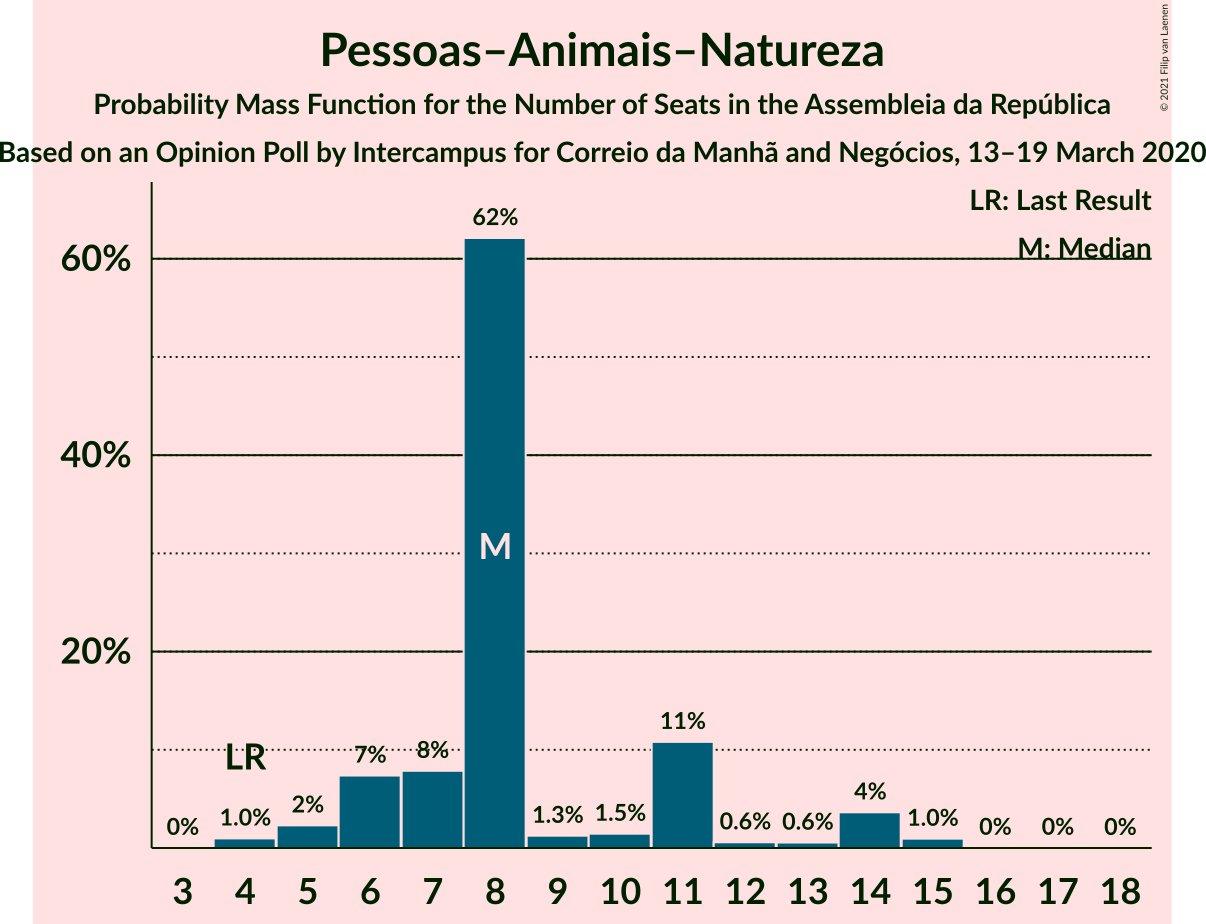 Pessoas–Animais–Natureza
Probability Mass Function for the Number of Seats in the Assembleia da República
Based on an Opinion Poll by Intercampus for Correio da Manhã and Negócios, 13–19 March 2020
© 2021 Filip van Laenen
LR: Last Result
M: Median
60%
40%
20%
0%
LR
1.0%
2%
7%
8%
62%
M
1.3%
1.5%
11%
0.6%
0.6%
4%
1.0%
0%
0%
0%
3 4 5 6 7 8 9 10 11 12 13 14 15 16 17 18